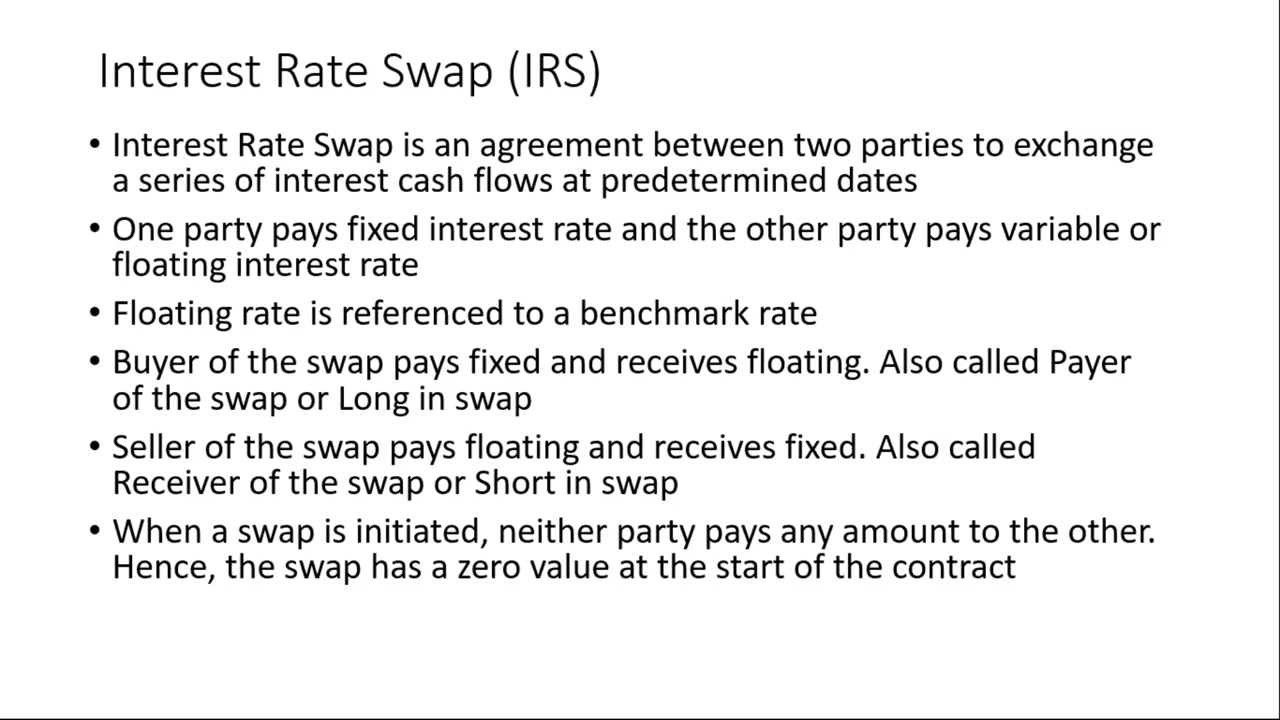 Interest Rate Swap (IRS)
• Interest Rate Swap is an agreement between two parties to exchange
a series of interest cash flows at predetermined dates
• One party pays fixed interest rate and the other party pays variable or
floating interest rate
• Floating rate is referenced to a benchmark rate
• Buyer of the swap pays fixed and receives floating. Also called Payer
of the swap or Long in swap
• Seller of the swap pays floating and receives fixed. Also called
Receiver of the swap or Short in swap
• When a swap is initiated, neither party pays any amount to the other.
Hence, the swap has a zero value at the start of the contract